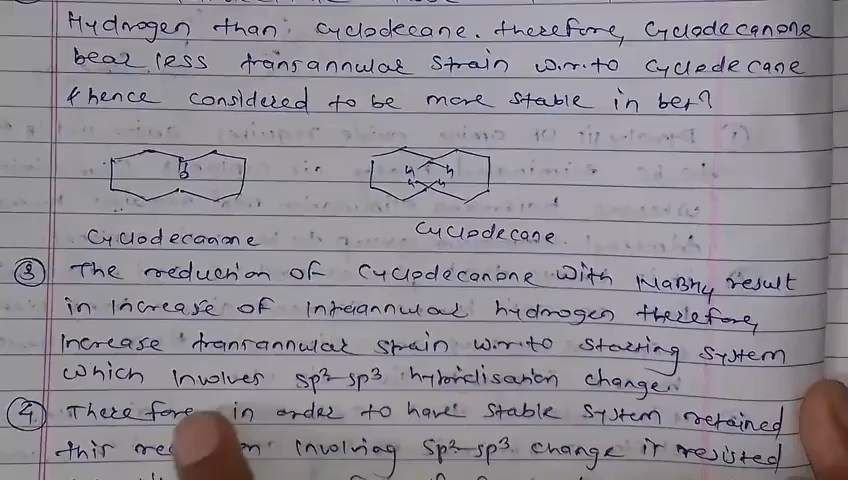 Hydrogen than cyclodecane. therefore, Cyclodecanone
bear less transannular strain w.r.to cyclodecane
& hence considered to be more stable in bet?
Cyclodecanone
Cyclodecane.
③ The reduction of cyclodecanone with NaBH4 result
in increase of interannular hydrogen therefore,
increase transannular strain w.r.to starting system
which involves sp2-sp3 hybridisation change.
④ Therefore, in order to have stable system retained
this involving sp2-sp3 change is resisted